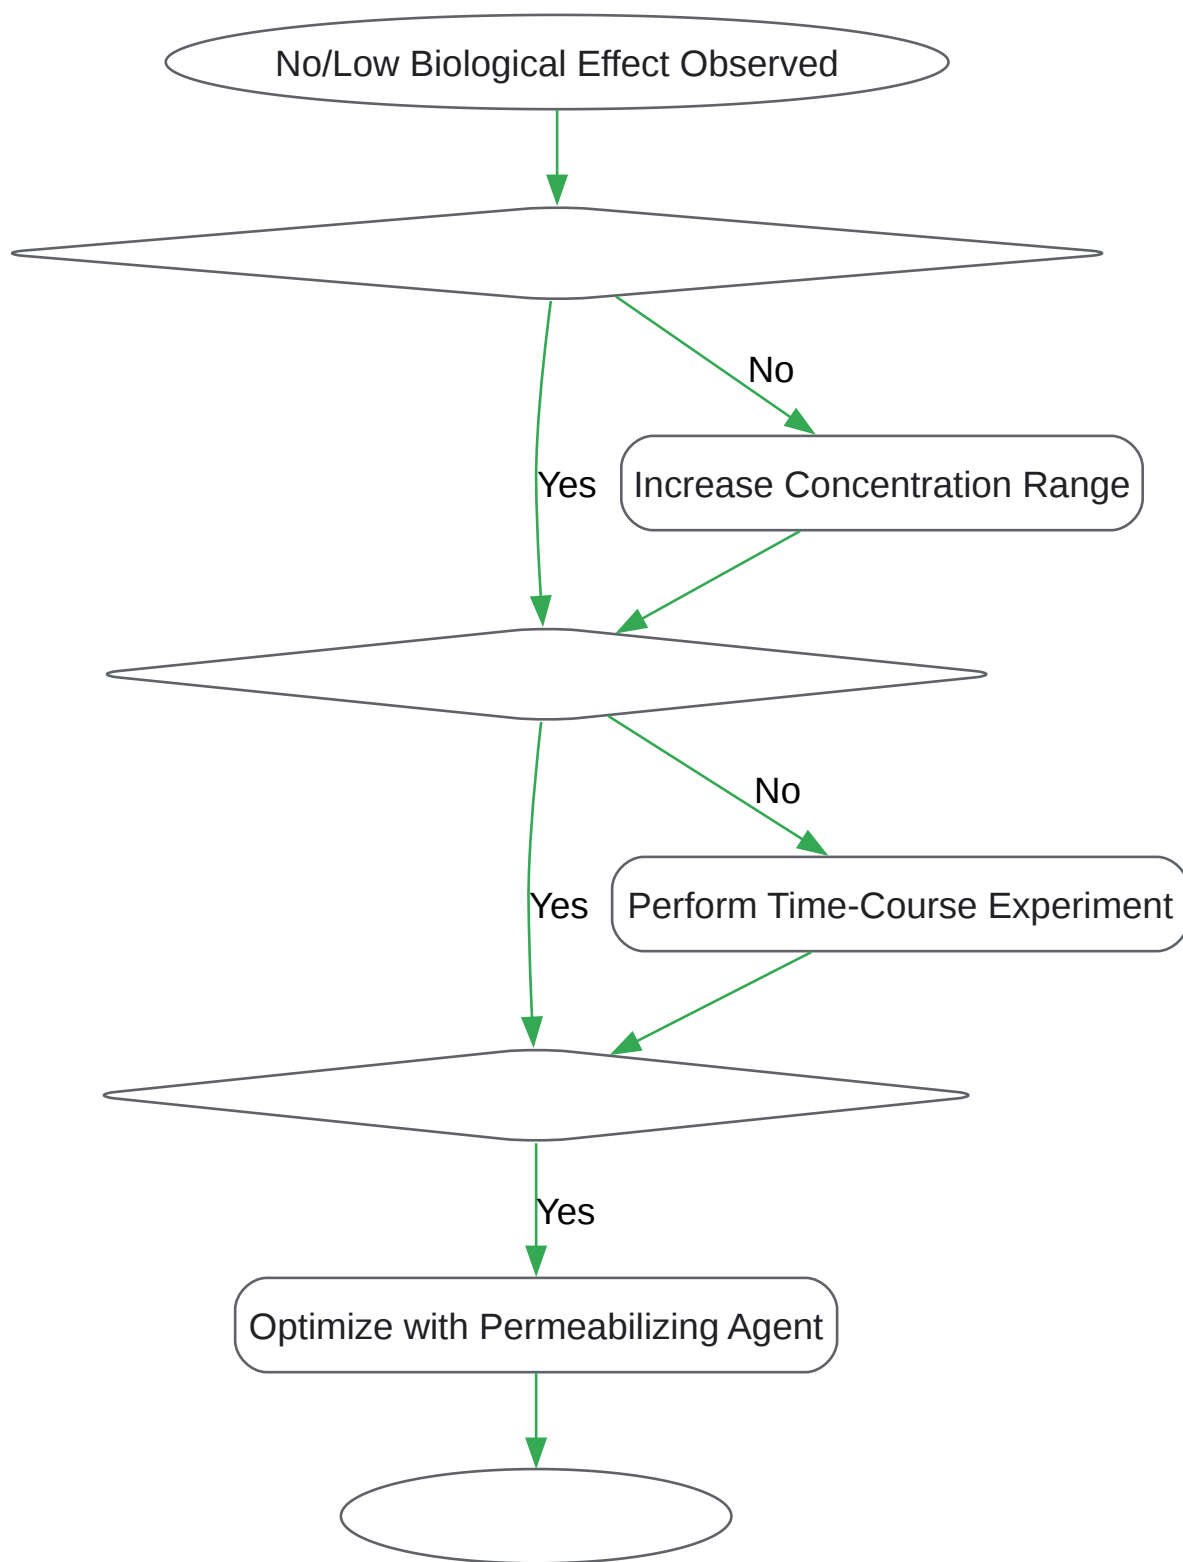 No/Low Biological Effect Observed
No
Yes
Increase Concentration Range
No
Yes
Perform Time-Course Experiment
Yes
Optimize with Permeabilizing Agent